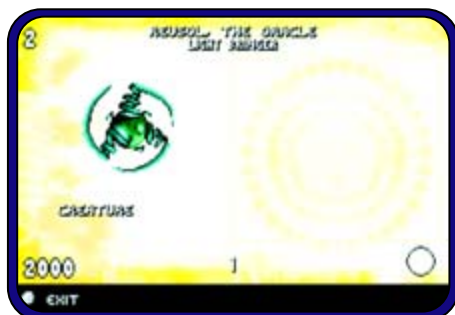 2
REUSOL, THE ORACLE
LIGHT BRINGER
CREATURE
2000
1
EXIT